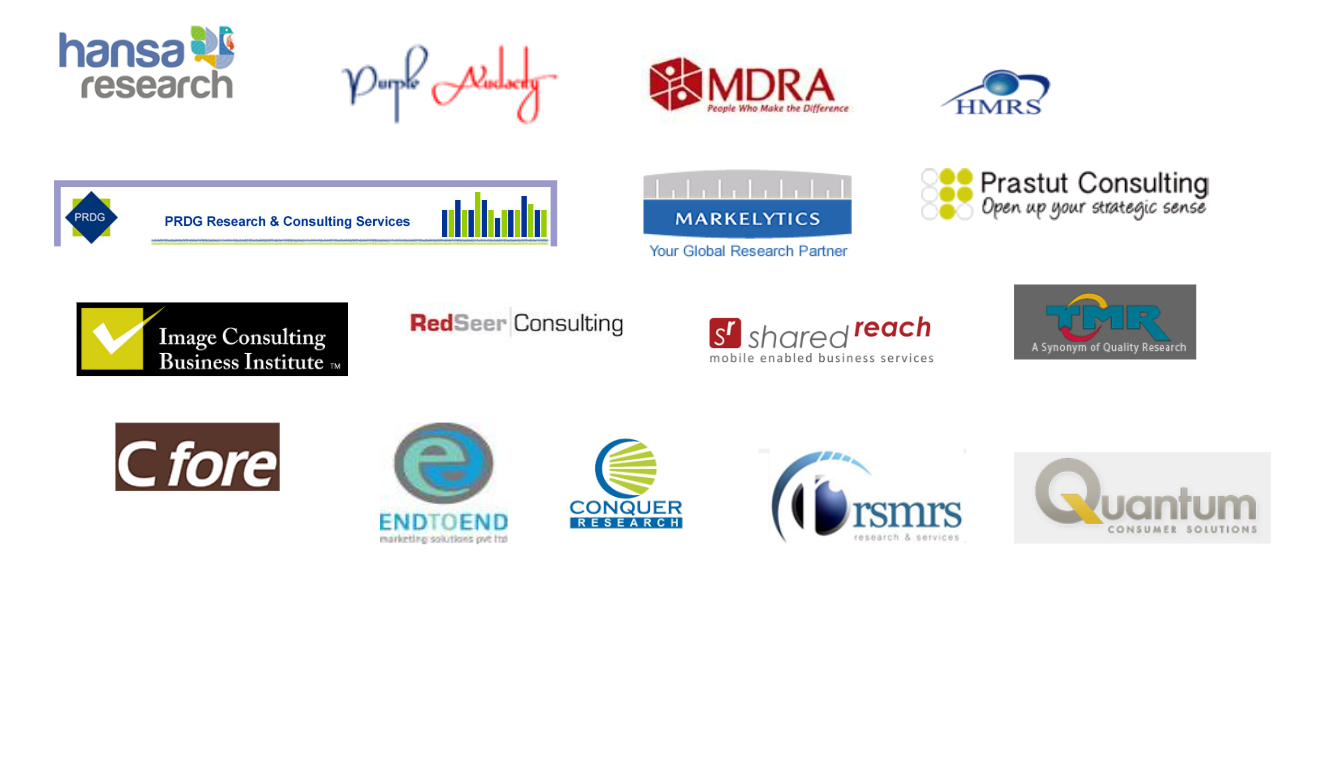 hansa
research
Purple Audacity
MDRA
People Who Make the Difference
HMRS
PRDG
PRDG Research & Consulting Services
MARKELYTICS
Your Global Research Partner
Prastut Consulting
Open up your strategic sense
Image Consulting
Business Institute TM
RedSeer Consulting
sr shared reach
mobile enabled business services
TMR
A Synonym of Quality Research
C fore
e
ENDTOEND
marketing solutions pvt ltd
CONQUER
RESEARCH
rsmrs
research & services
Quantum
CONSUMER SOLUTIONS